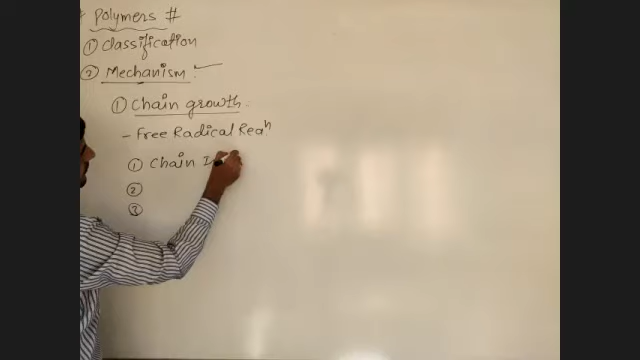 Polymers #
① Classification
② Mechanism :
① Chain growth :
- Free Radical Reaⁿ.
① Chain I
②
③